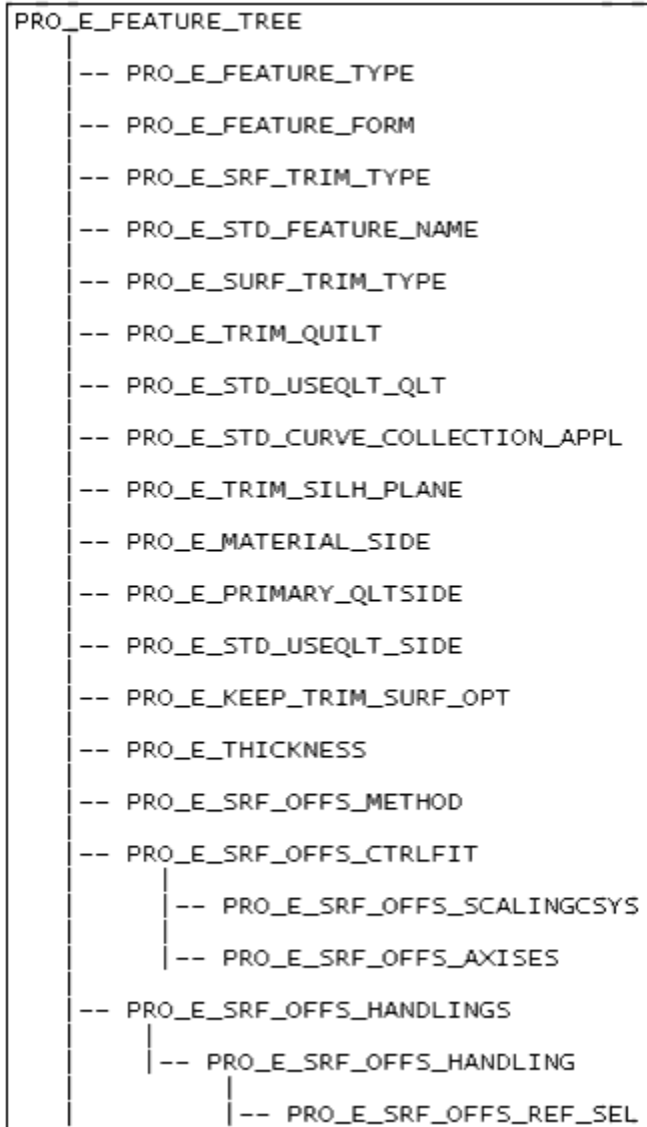 PRO_E_FEATURE_TREE
|-- PRO_E_FEATURE_TYPE
|-- PRO_E_FEATURE_FORM
|-- PRO_E_SRF_TRIM_TYPE
|-- PRO_E_STD_FEATURE_NAME
|-- PRO_E_SURF_TRIM_TYPE
|-- PRO_E_TRIM_QUILT
|-- PRO_E_STD_USEQLT_QLT
|-- PRO_E_STD_CURVE_COLLECTION_APPL
|-- PRO_E_TRIM_SILH_PLANE
|-- PRO_E_MATERIAL_SIDE
|-- PRO_E_PRIMARY_QLTSIDE
|-- PRO_E_STD_USEQLT_SIDE
|-- PRO_E_KEEP_TRIM_SURF_OPT
|-- PRO_E_THICKNESS
|-- PRO_E_SRF_OFFS_METHOD
|-- PRO_E_SRF_OFFS_CTRLFIT
|-- PRO_E_SRF_OFFS_SCALINGCSYS
|-- PRO_E_SRF_OFFS_AXISES
|-- PRO_E_SRF_OFFS_HANDLINGS
|-- PRO_E_SRF_OFFS_HANDLING
|-- PRO_E_SRF_OFFS_REF_SEL